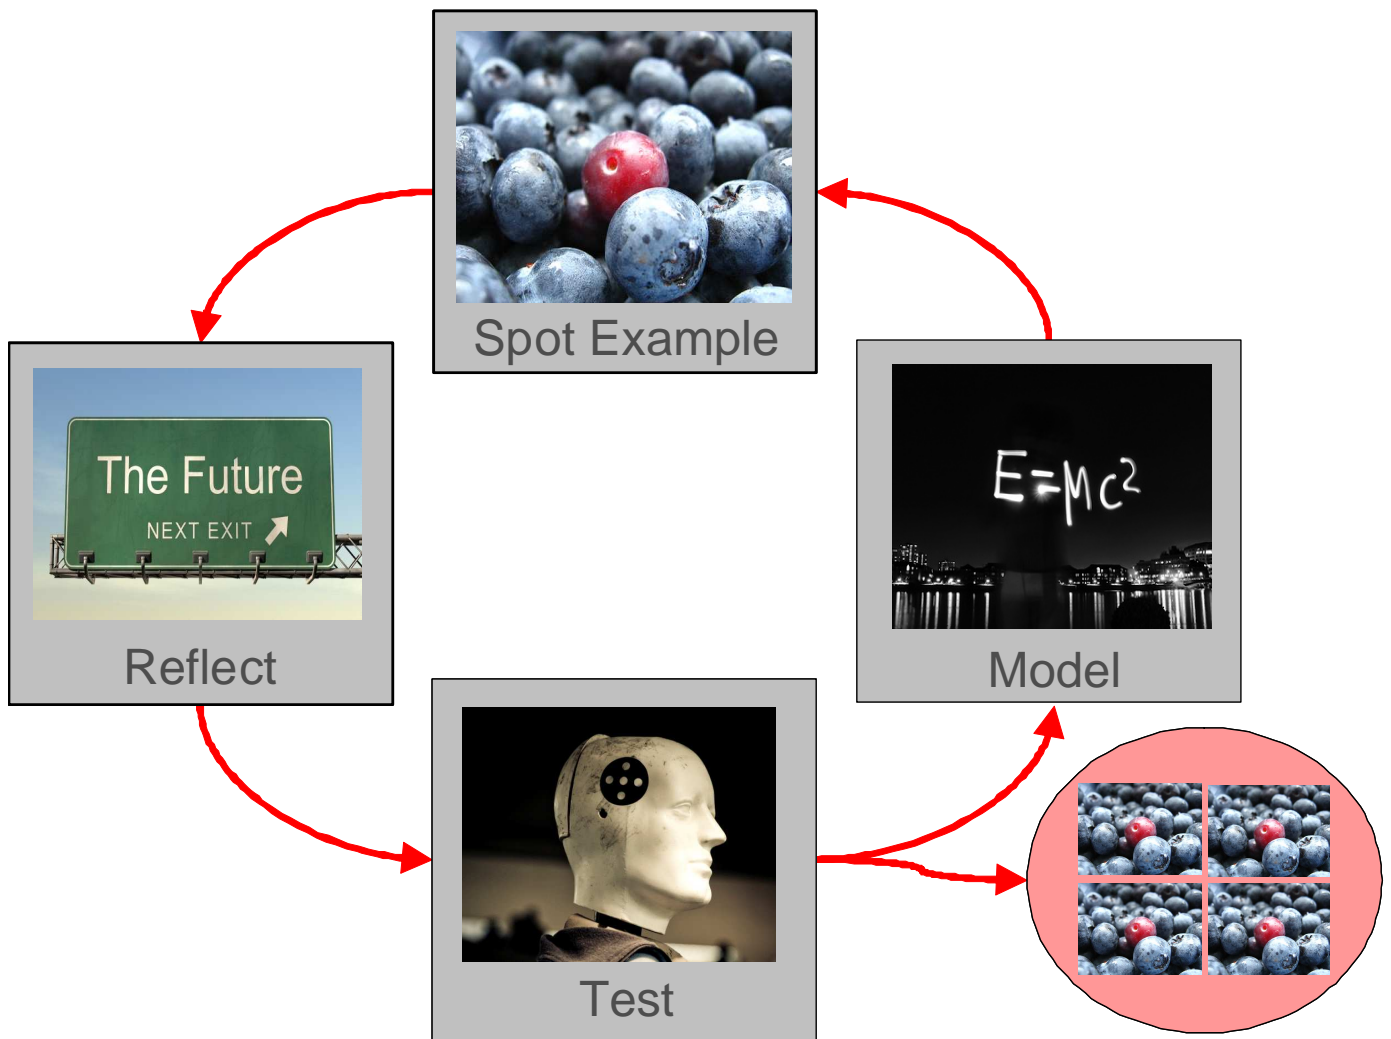 Spot Example
The Future
NEXT EXIT
Reflect
E=Mc²
Model
Test